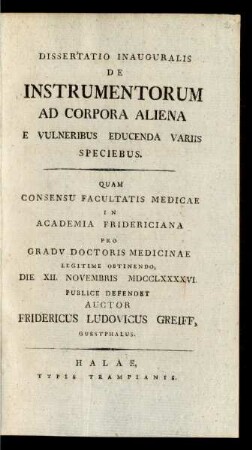 DISSERTATIO INAUGURALIS
DE
INSTRUMENTORUM
AD CORPORA ALIENA
E VULNERIBUS EDUCENDA VARIIS
SPECIEBUS.
QUAM
CONSENSU FACULTATIS MEDICAE
IN
ACADEMIA FRIDERICIANA
PRO
GRADV DOCTORIS MEDICINAE
LEGITIME OBTINENDO,
DIE XII. NOVEMBRIS MDCCLXXXXVI.
PUBLICE DEFENDET
AUCTOR
FRIDERICUS LUDOVICUS GREIFF,
GUESTPHALUS.
HALAE,
TYPIS TRAMPIANIS.